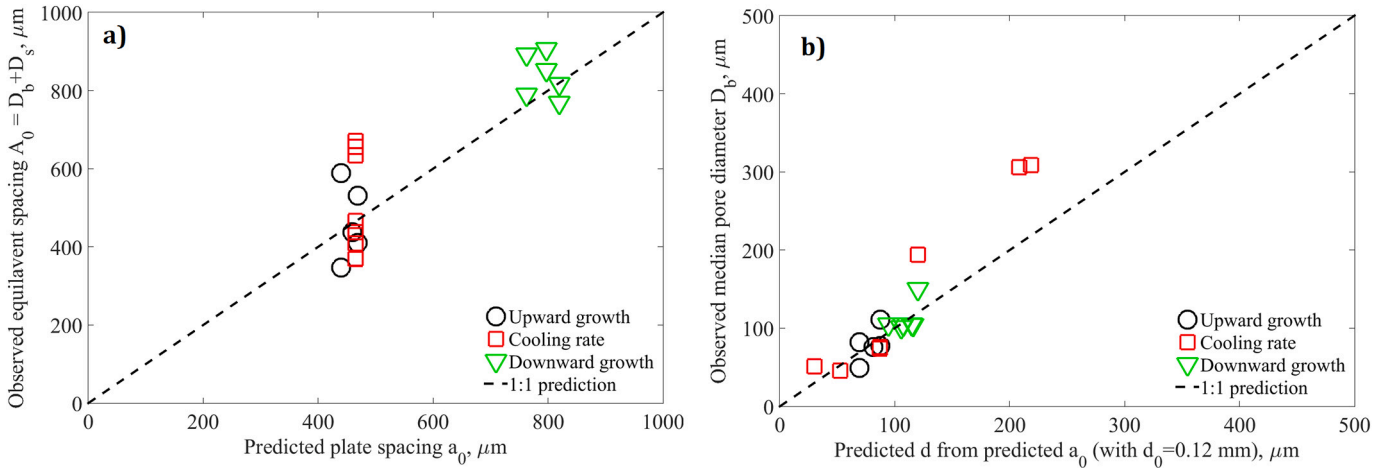 a)
Observed equilavent spacing A0 = Db+Ds, μm
1000
800
600
400
200
0
0 200 400 600 800 1000
Predicted plate spacing a0, μm
Upward growth
Cooling rate
Downward growth
1:1 prediction
b)
Observed median pore diameter Db, μm
500
400
300
200
100
0
0 100 200 300 400 500
Predicted d from predicted a0 (with d0=0.12 mm), μm
Upward growth
Cooling rate
Downward growth
1:1 prediction